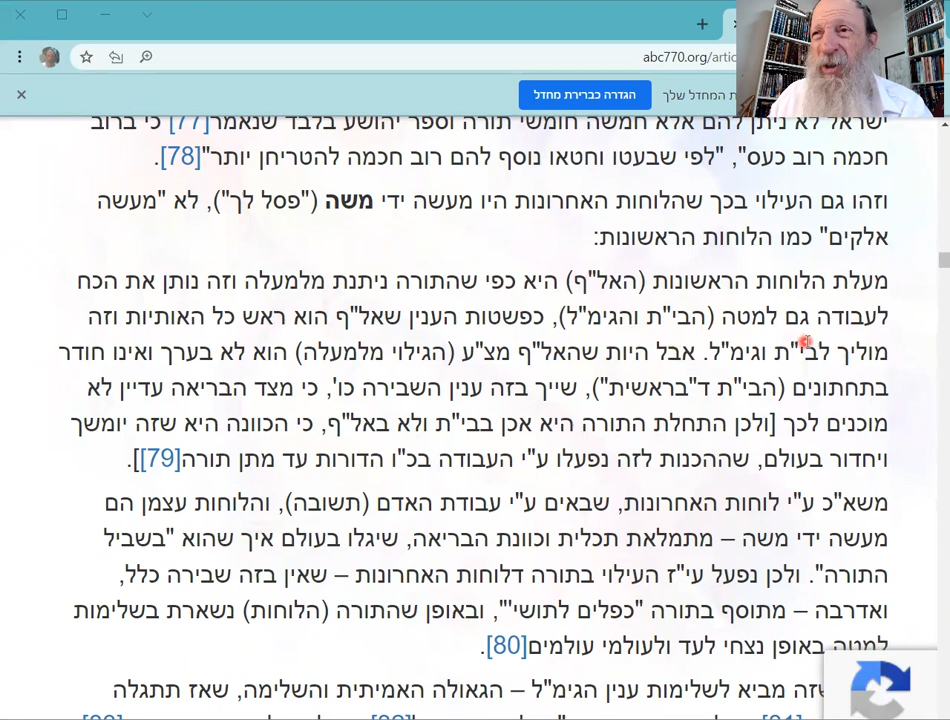 abc770.org/artic
ת המחדל שלך
הגדרה כברירת מחדל
ישראל לא ניתן להם אלא חמשה חומשי תורה וספר יהושע בלבד שנאמר[77] כי ברוב
חכמה רוב כעס", "לפי שבעטו וחטאו נוסף להם רוב חכמה להטריחן יותר"[78].
וזהו גם העילוי בכך שהלוחות האחרונות היו מעשה ידי משה ("פסל לך"), לא "מעשה
אלקים" כמו הלוחות הראשונות:
מעלת הלוחות הראשונות (האל"ף) היא כפי שהתורה ניתנת מלמעלה וזה נותן את הכח
לעבודה גם למטה (הבי"ת והגימ"ל), כפשטות הענין שאל"ף הוא ראש כל האותיות וזה
מוליך לבי"ת וגימ"ל. אבל היות שהאל"ף מצ"ע (הגילוי מלמעלה) הוא לא בערך ואינו חודר
בתחתונים (הבי"ת ד"בראשית"), שייך בזה ענין השבירה כו', כי מצד הבריאה עדיין לא
מוכנים לכך [ולכן התחלת התורה היא אכן בבי"ת ולא באל"ף, כי הכוונה היא שזה יומשך
ויחדור בעולם, שההכנות לזה נפעלו ע"י העבודה בכ"ו הדורות עד מתן תורה[79]].
משא"כ ע"י לוחות האחרונות, שבאים ע"י עבודת האדם (תשובה), והלוחות עצמן הם
מעשה ידי משה – מתמלאת תכלית וכוונת הבריאה, שיגלו בעולם איך שהוא "בשביל
התורה". ולכן נפעל עי"ז העילוי בתורה דלוחות האחרונות – שאין בזה שבירה כלל,
ואדרבה – מתוסף בתורה "כפלים לתושי'", ובאופן שהתורה (הלוחות) נשארת בשלימות
למטה באופן נצחי לעד ולעולמי עולמים[80].
שזה מביא לשלימות ענין הגימ"ל – הגאולה האמיתית והשלימה, שאז תתגלה